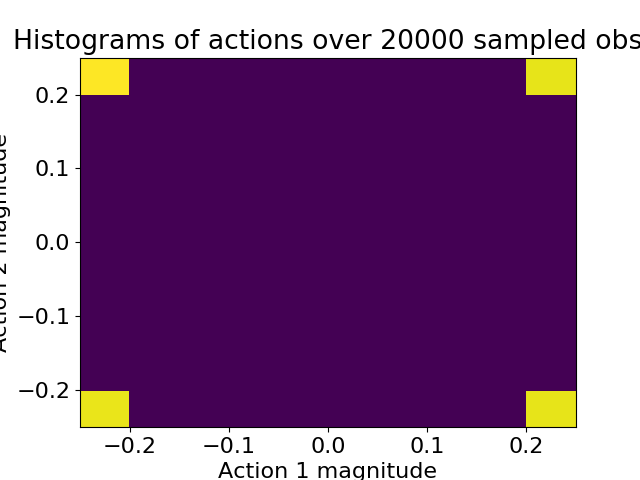 Histograms of actions over 20000 sampled obs
0.2
0.1
0.0
−0.1
−0.2
Action 2 magnitude
−0.2 −0.1 0.0 0.1 0.2
Action 1 magnitude